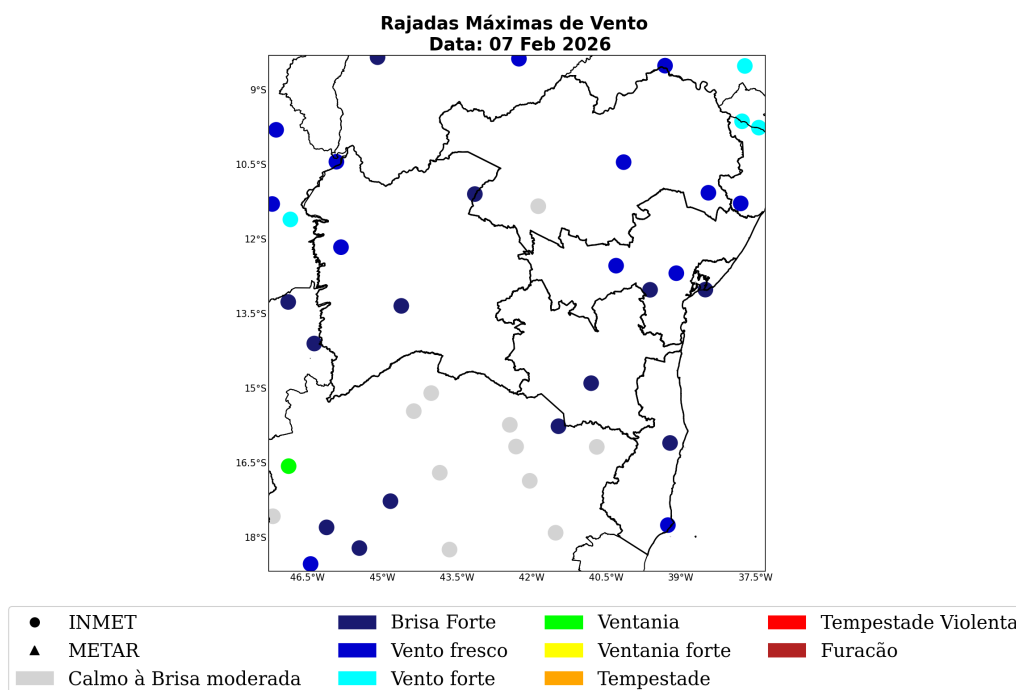 Rajadas Máximas de Vento
Data: 07 Feb 2026
9°S
10.5°S
12°S
13.5°S
15°S
16.5°S
18°S
46.5°W 45°W 43.5°W 42°W 40.5°W 39°W 37.5°W
INMET
METAR
Calmo à Brisa moderada
Brisa Forte
Vento fresco
Vento forte
Ventania
Ventania forte
Tempestade
Tempestade Violenta
Furacão